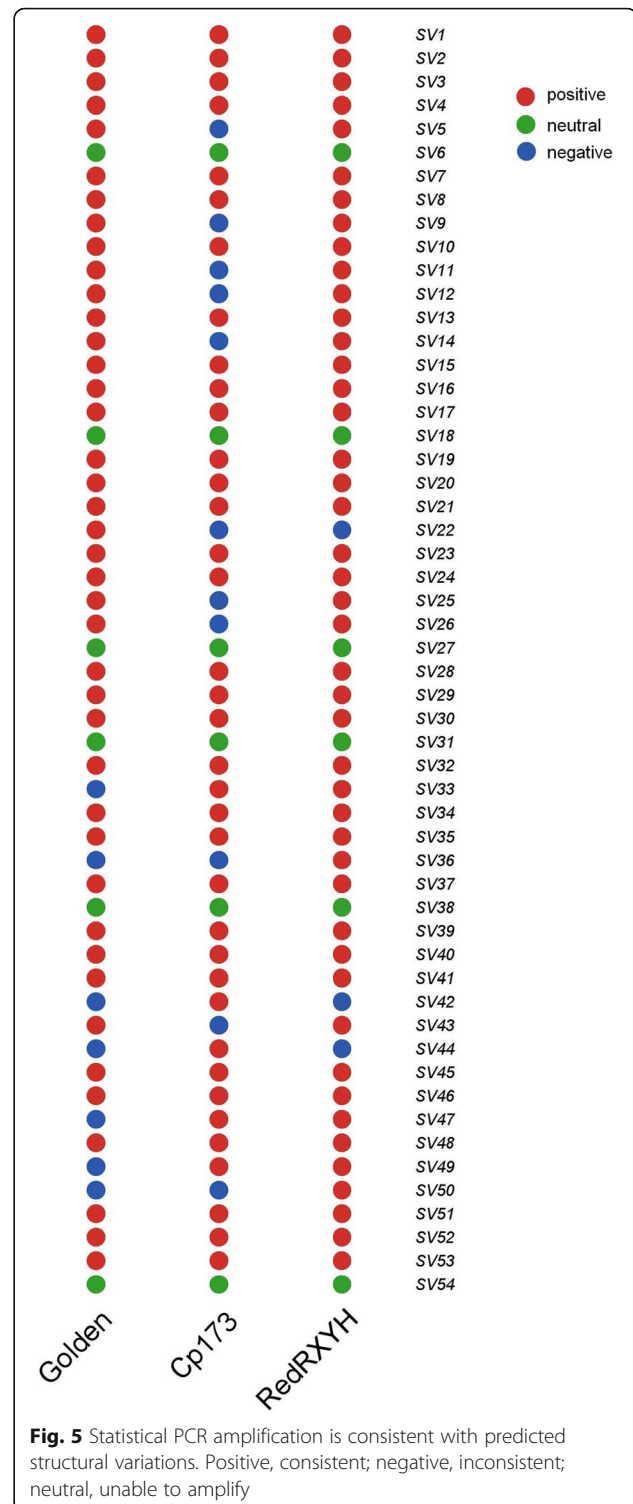 SV1
SV2
SV3
positive
SV4
neutral
SV5
negative
SV6
SV7
SV8
SV9
SV10
SV11
SV12
SV13
SV14
SV15
SV16
SV17
SV18
SV19
SV20
SV21
SV22
SV23
SV24
SV25
SV26
SV27
SV28
SV29
SV30
SV31
SV32
SV33
SV34
SV35
SV36
SV37
SV38
SV39
SV40
SV41
SV42
SV43
SV44
SV45
SV46
SV47
SV48
SV49
SV50
SV51
SV52
SV53
SV54
Golden
Cp173
RedRXYH
Fig. 5 Statistical PCR amplification is consistent with predicted
structural variations. Positive, consistent; negative, inconsistent;
neutral, unable to amplify